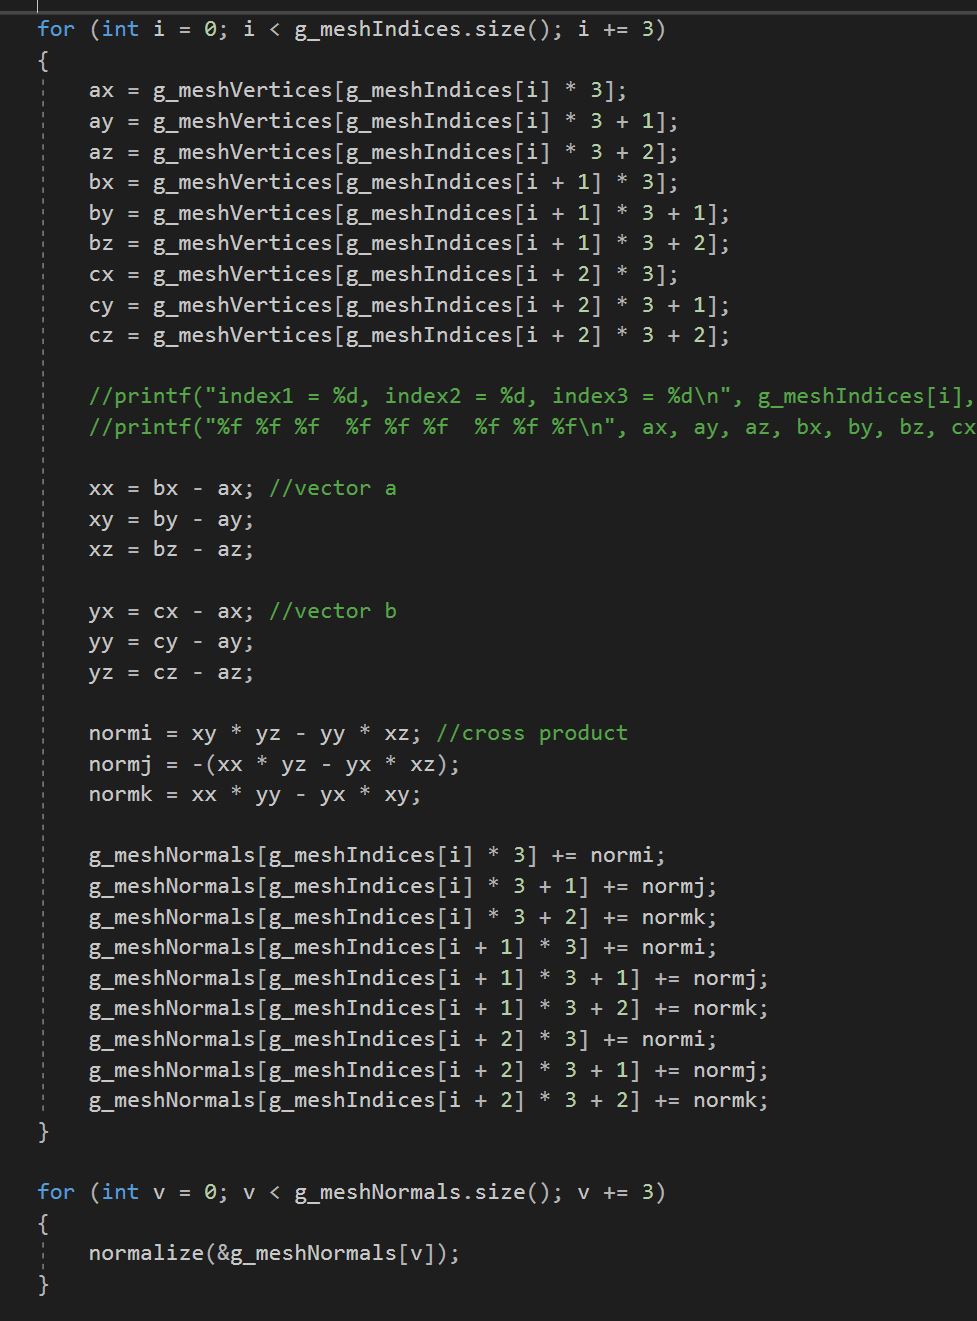 for (int i = 0; i < g_meshIndices.size(); i += 3)
{
ax = g_meshVertices[g_meshIndices[i] * 3];
ay = g_meshVertices[g_meshIndices[i] * 3 + 1];
az = g_meshVertices[g_meshIndices[i] * 3 + 2];
bx = g_meshVertices[g_meshIndices[i + 1] * 3];
by = g_meshVertices[g_meshIndices[i + 1] * 3 + 1];
bz = g_meshVertices[g_meshIndices[i + 1] * 3 + 2];
cx = g_meshVertices[g_meshIndices[i + 2] * 3];
cy = g_meshVertices[g_meshIndices[i + 2] * 3 + 1];
cz = g_meshVertices[g_meshIndices[i + 2] * 3 + 2];
//printf("index1 = %d, index2 = %d, index3 = %d\n", g_meshIndices[i],
//printf("%f %f %f  %f %f %f  %f %f %f\n", ax, ay, az, bx, by, bz, cx
xx = bx - ax; //vector a
xy = by - ay;
xz = bz - az;
yx = cx - ax; //vector b
yy = cy - ay;
yz = cz - az;
normi = xy * yz - yy * xz; //cross product
normj = -(xx * yz - yx * xz);
normk = xx * yy - yx * xy;
g_meshNormals[g_meshIndices[i] * 3] += normi;
g_meshNormals[g_meshIndices[i] * 3 + 1] += normj;
g_meshNormals[g_meshIndices[i] * 3 + 2] += normk;
g_meshNormals[g_meshIndices[i + 1] * 3] += normi;
g_meshNormals[g_meshIndices[i + 1] * 3 + 1] += normj;
g_meshNormals[g_meshIndices[i + 1] * 3 + 2] += normk;
g_meshNormals[g_meshIndices[i + 2] * 3] += normi;
g_meshNormals[g_meshIndices[i + 2] * 3 + 1] += normj;
g_meshNormals[g_meshIndices[i + 2] * 3 + 2] += normk;
}
for (int v = 0; v < g_meshNormals.size(); v += 3)
{
normalize(&g_meshNormals[v]);
}